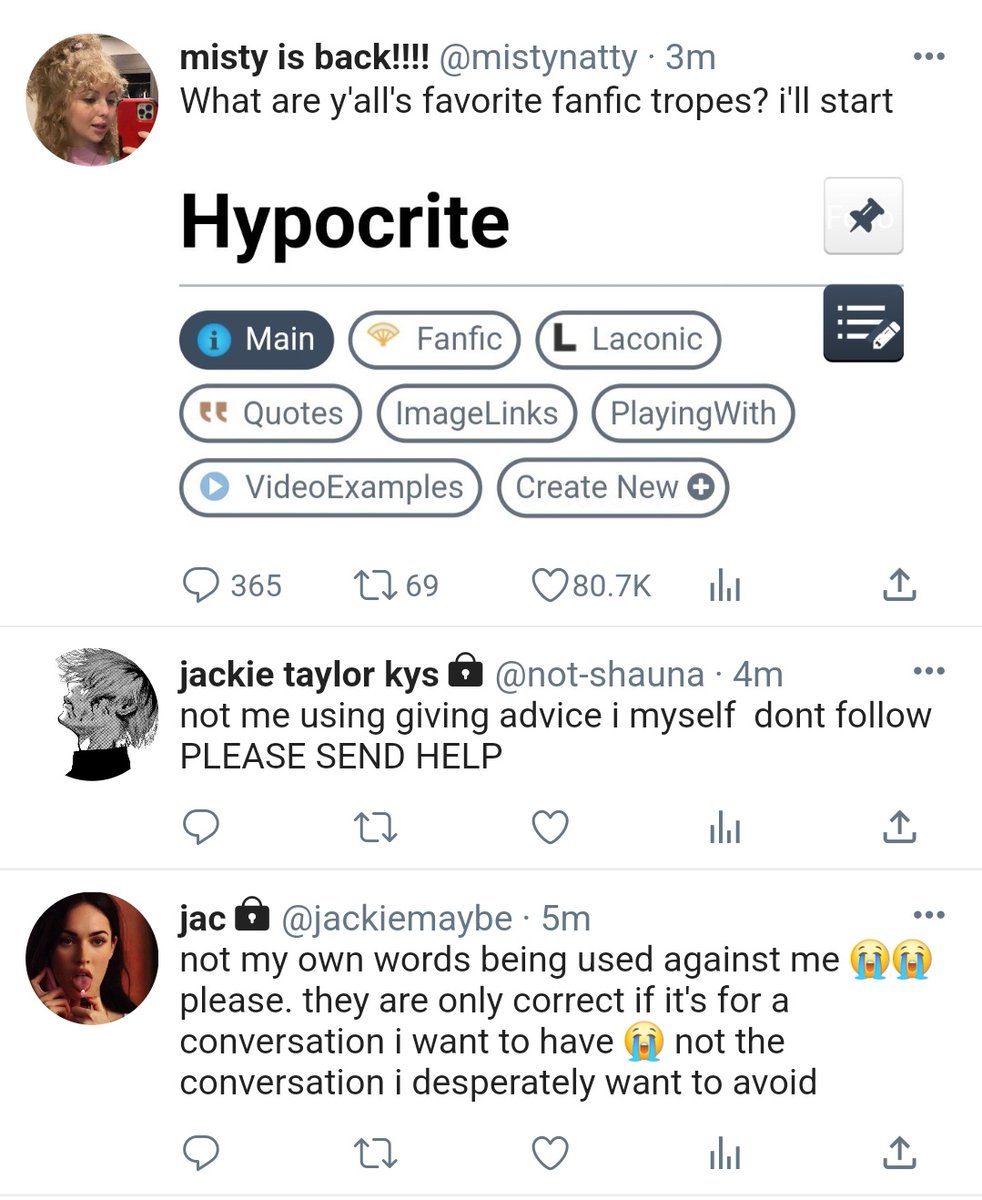 misty is back!!!! @mistynatty · 3m
What are y'all's favorite fanfic tropes? i'll start
Hypocrite
Main
Fanfic
L Laconic
Quotes
ImageLinks
PlayingWith
VideoExamples
Create New
365
69
80.7K
jackie taylor kys @not-shauna · 4m
not me using giving advice i myself dont follow
PLEASE SEND HELP
jac @jackiemaybe · 5m
not my own words being used against me 😭😭
please. they are only correct if it's for a
conversation i want to have 😭 not the
conversation i desperately want to avoid